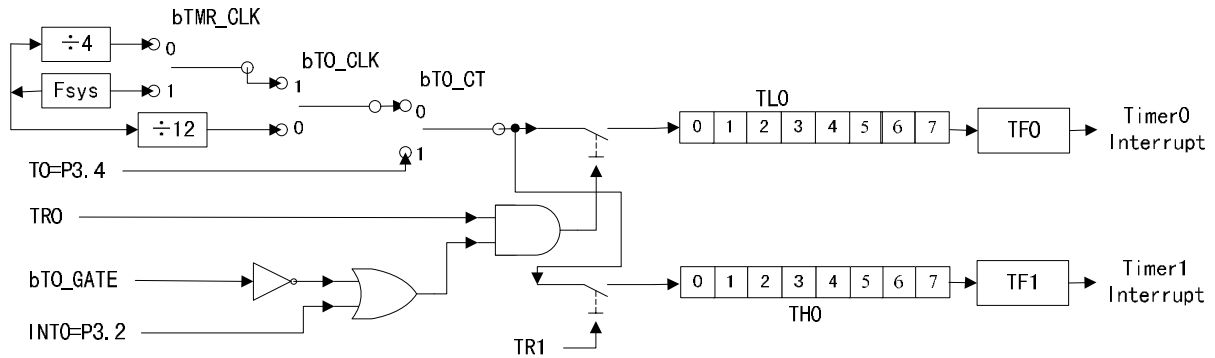 bTMR_CLK
÷4
0
bT0_CLK
Fsys
1
1
bT0_CT
0
÷12
0
TL0
0 1 2 3 4 5 6 7
TF0
Timer0
Interrupt
T0=P3.4
1
TR0
bT0_GATE
INT0=P3.2
0 1 2 3 4 5 6 7
TH0
TF1
Timer1
Interrupt
TR1